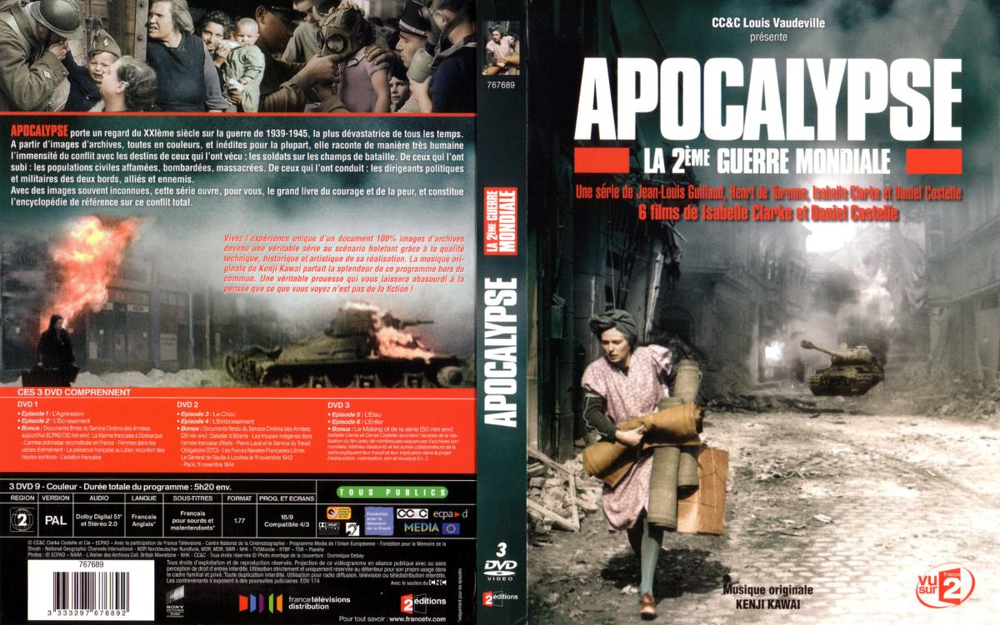 APOCALYPSE porte un regard du XXIème siècle sur la guerre de 1939-1945, la plus dévastatrice de tous les temps.
A partir d'images d'archives, toutes en couleurs, et inédites pour la plupart, elle raconte de manière très humaine
l'immensité du conflit avec les destins de ceux qui l'ont vécu : les soldats sur les champs de bataille. De ceux qui l'ont
subi : les populations civiles affamées, bombardées, massacrées. De ceux qui l'ont conduit : les dirigeants politiques
et militaires des deux bords, alliés et ennemis.
Avec des images souvent inconnues, cette série ouvre, pour vous, le grand livre du courage et de la peur, et constitue
l'encyclopédie de référence sur ce conflit total.
Vivez l'expérience unique d'un document 100% images d'archives
devenu une véritable série au scénario haletant grâce à la qualité
technique, historique et artistique de sa réalisation. La musique ori-
ginale de Kenji Kawai parfait la splendeur de ce programme hors du
commun. Une véritable prouesse qui vous laissera abasourdi à la
pensée que ce que vous voyez n'est pas de la fiction !
CES 3 DVD COMPRENNENT
DVD 1
• Episode 1 : L'Agression
• Episode 2 : L'Ecrasement
• Bonus : Documents filmés du Service Cinéma des Armées,
aujourd'hui ECPAD (30 min env) : La Marine française à Dunkerque
- L'armée polonaise reconstituée en France - Femmes dans les
usines d'armement - La présence française au Liban, réconfort des
heures sombres - L'aviation française
DVD 2
• Episode 3 : Le Choc
• Episode 4 : L'Embrasement
• Bonus : Documents filmés du Service Cinéma des Armées,
(29 min env) : Daladier à Bizerte - Les troupes indigènes dans
l'armée française d'Italie - Pierre Laval et le Service du Travail
Obligatoire (STO) - Les Forces Navales Françaises Libres
Le Général de Gaulle à Londres le 11 novembre 1942
- Paris, 11 novembre 1944
DVD 3
• Episode 5 : L'Étau
• Episode 6 : L'Enfer
• Bonus : Le Making of de la série (50 min env)
Isabelle Clarke et Daniel Costelle racontent l'épopée de la réa-
lisation du film avec de nombreuses séquences d'archives non
montées. Mathieu Kassovitz et les autres collaborateurs de la
série expliquent leur travail et leur implication dans le projet
(restauration, colorisation, son et musique 5.1...).
3 DVD 9 - Couleur - Durée totale du programme : 5h20 env.
TOUS PUBLICS
REGION VERSION AUDIO LANGUE SOUS-TITRES FORMAT PROG. ET ECRANS
2
PAL
Dolby Digital 51*
et Stéréo 2.0
Francais
Anglais*
Francais
pour sourds et
malentendants*
1.77
16/9
Compatible 4/3
DOLBY
DIGITAL
Fondation
pour la
Mémoire
de la Shoah
CC&C
ecpa▸d
MEDIA
© CC&C Clarke Costelle et Cie – ECPAD – Avec la participation de France Télévisions - Centre National de la Cinématographie - Programme Media de l'Union Européenne - Fondation pour la Mémoire de la
Shoah - National Geographic Channels International - NDR Norddeutscher Rundfunk, WDR, MDR, SWR - NHK - TV5Monde - RTBF – TSR – Planète
Photos : © ECPAD – NARA - L'Atelier des Archives Coll. British Movietone - NHK - CC&C - Tous droits réservés © Photo montage de la couverture : Dominique Debay
767689
3 333297 676892
Tous droits d'exploitation et de reproduction réservés. Projection de ce vidéogramme en séance publique avec ou sans
perception de droit d'entrée interdite. Utilisation strictement et uniquement reservée au détenteur pour son propre usage dans
le cadre familial et privé. Toute duplication interdite. Utilisation pour radio diffusion, télévision ou télédistribution interdite.
Les contrevenants s'exposent à des poursuites judiciaires. EDV 174
Avec le soutien du CNC
SONY
PICTURES
francetélévisions
distribution
2 éditions
Pour tout savoir : www.francetv.com
*uniquement pour les épisodes
767689
APOCALYPSE
LA 2ÈME GUERRE
MONDIALE
3
DVD
VIDEO
2 éditions
CC&C Louis Vaudeville
présente
APOCALYPSE
LA 2ÈME GUERRE MONDIALE
Une série de Jean-Louis Guillaud, Henri de Turenne, Isabelle Clarke et Daniel Costelle
6 films de Isabelle Clarke et Daniel Costelle
Musique originale
KENJI KAWAI
vu
sur
france
2